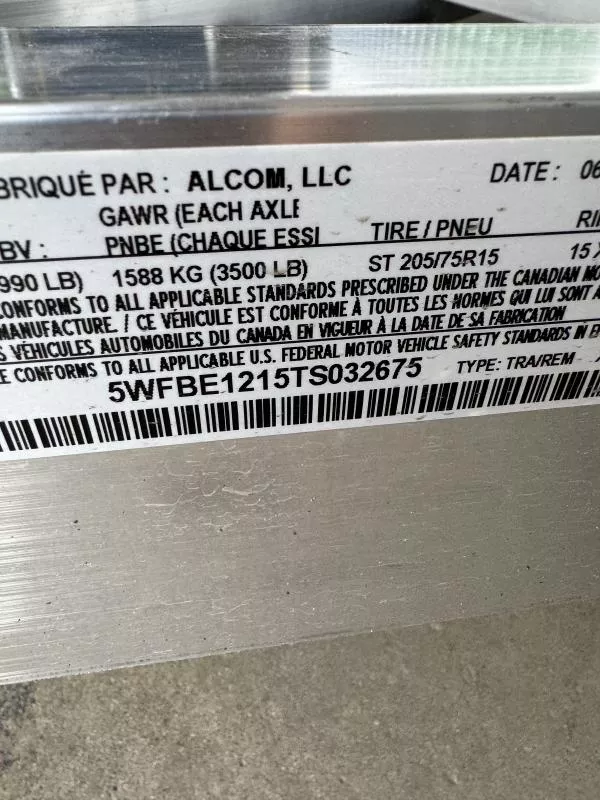 BRIQUÉ PAR : ALCOM, LLC DATE : 06
GAWR (EACH AXLE
BV : PNBE (CHAQUE ESSI TIRE / PNEU RI
990 LB) 1588 KG (3500 LB) ST 205/75R15 15 X
CONFORMS TO ALL APPLICABLE STANDARDS PRESCRIBED UNDER THE CANADIAN MO
MANUFACTURE. / CE VÉHICULE EST CONFORME À TOUTES LES NORMES QUI LUI SONT A
S VÉHICULES AUTOMOBILES DU CANADA EN VIGUEUR À LA DATE DE SA FABRICATION
E CONFORMS TO ALL APPLICABLE U.S. FEDERAL MOTOR VEHICLE SAFETY STANDARDS IN E
5WFBE1215TS032675 TYPE: TRA/REM